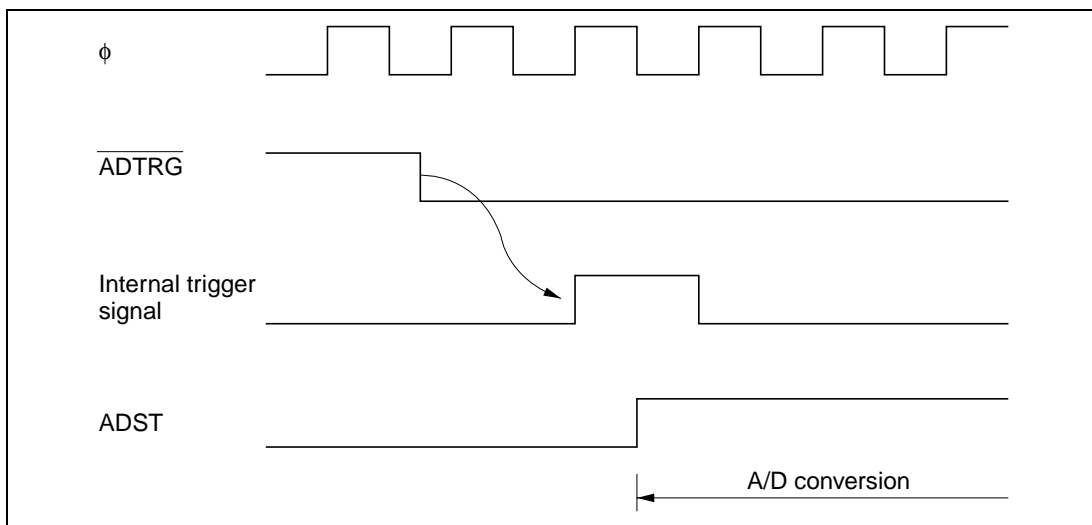 ϕ
ADTRG
Internal trigger
signal
ADST
A/D conversion